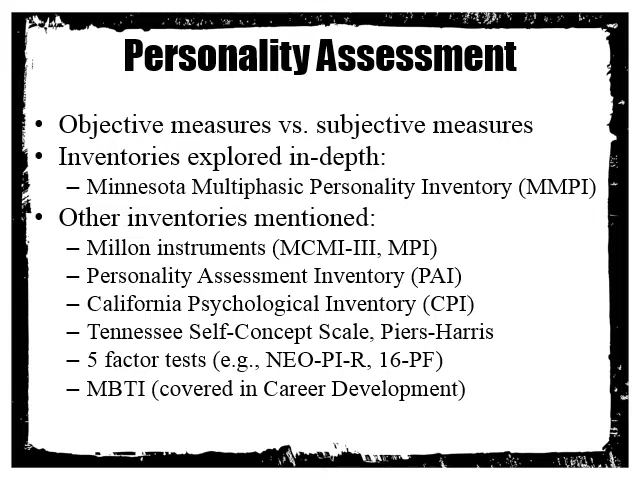 Personality Assessment
• Objective measures vs. subjective measures
• Inventories explored in-depth:
– Minnesota Multiphasic Personality Inventory (MMPI)
• Other inventories mentioned:
– Millon instruments (MCMI-III, MPI)
– Personality Assessment Inventory (PAI)
– California Psychological Inventory (CPI)
– Tennessee Self-Concept Scale, Piers-Harris
– 5 factor tests (e.g., NEO-PI-R, 16-PF)
– MBTI (covered in Career Development)